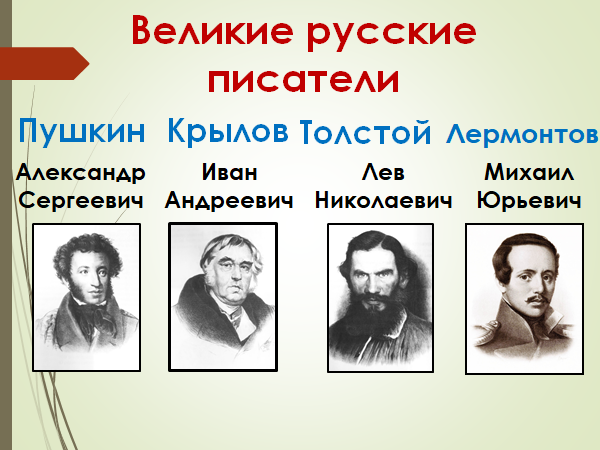 Великие русские
писатели
Пушкин Крылов Толстой Лермонтов
Александр Иван Лев Михаил
Сергеевич Андреевич Николаевич Юрьевич